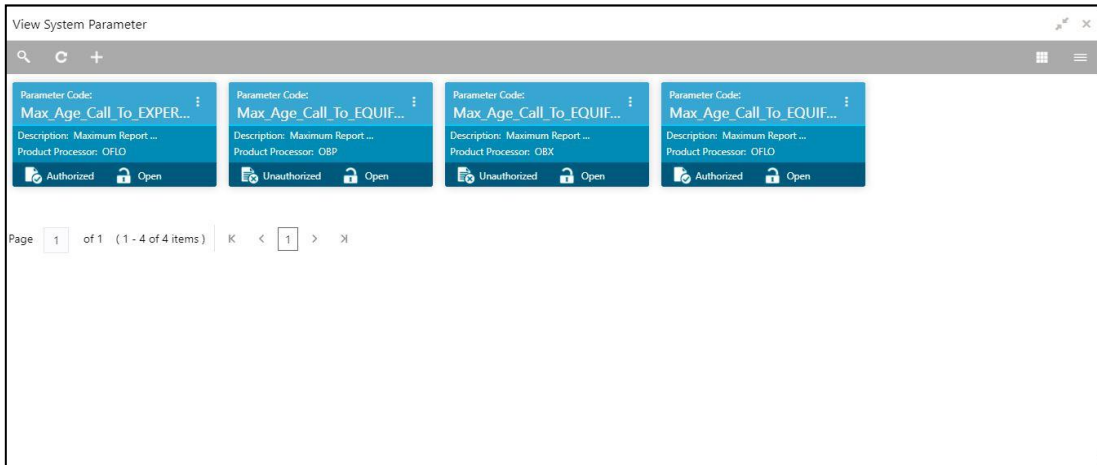 View System Parameter
Parameter Code:
Max_Age_Call_To_EXPER...
Description: Maximum Report ...
Product Processor: OFLO
Authorized Open
Parameter Code:
Max_Age_Call_To_EQUIF...
Description: Maximum Report ...
Product Processor: OBP
Unauthorized Open
Parameter Code:
Max_Age_Call_To_EQUIF...
Description: Maximum Report ...
Product Processor: OBX
Unauthorized Open
Parameter Code:
Max_Age_Call_To_EQUIF...
Description: Maximum Report ...
Product Processor: OFLO
Authorized Open
Page 1 of 1 (1 - 4 of 4 items) 1